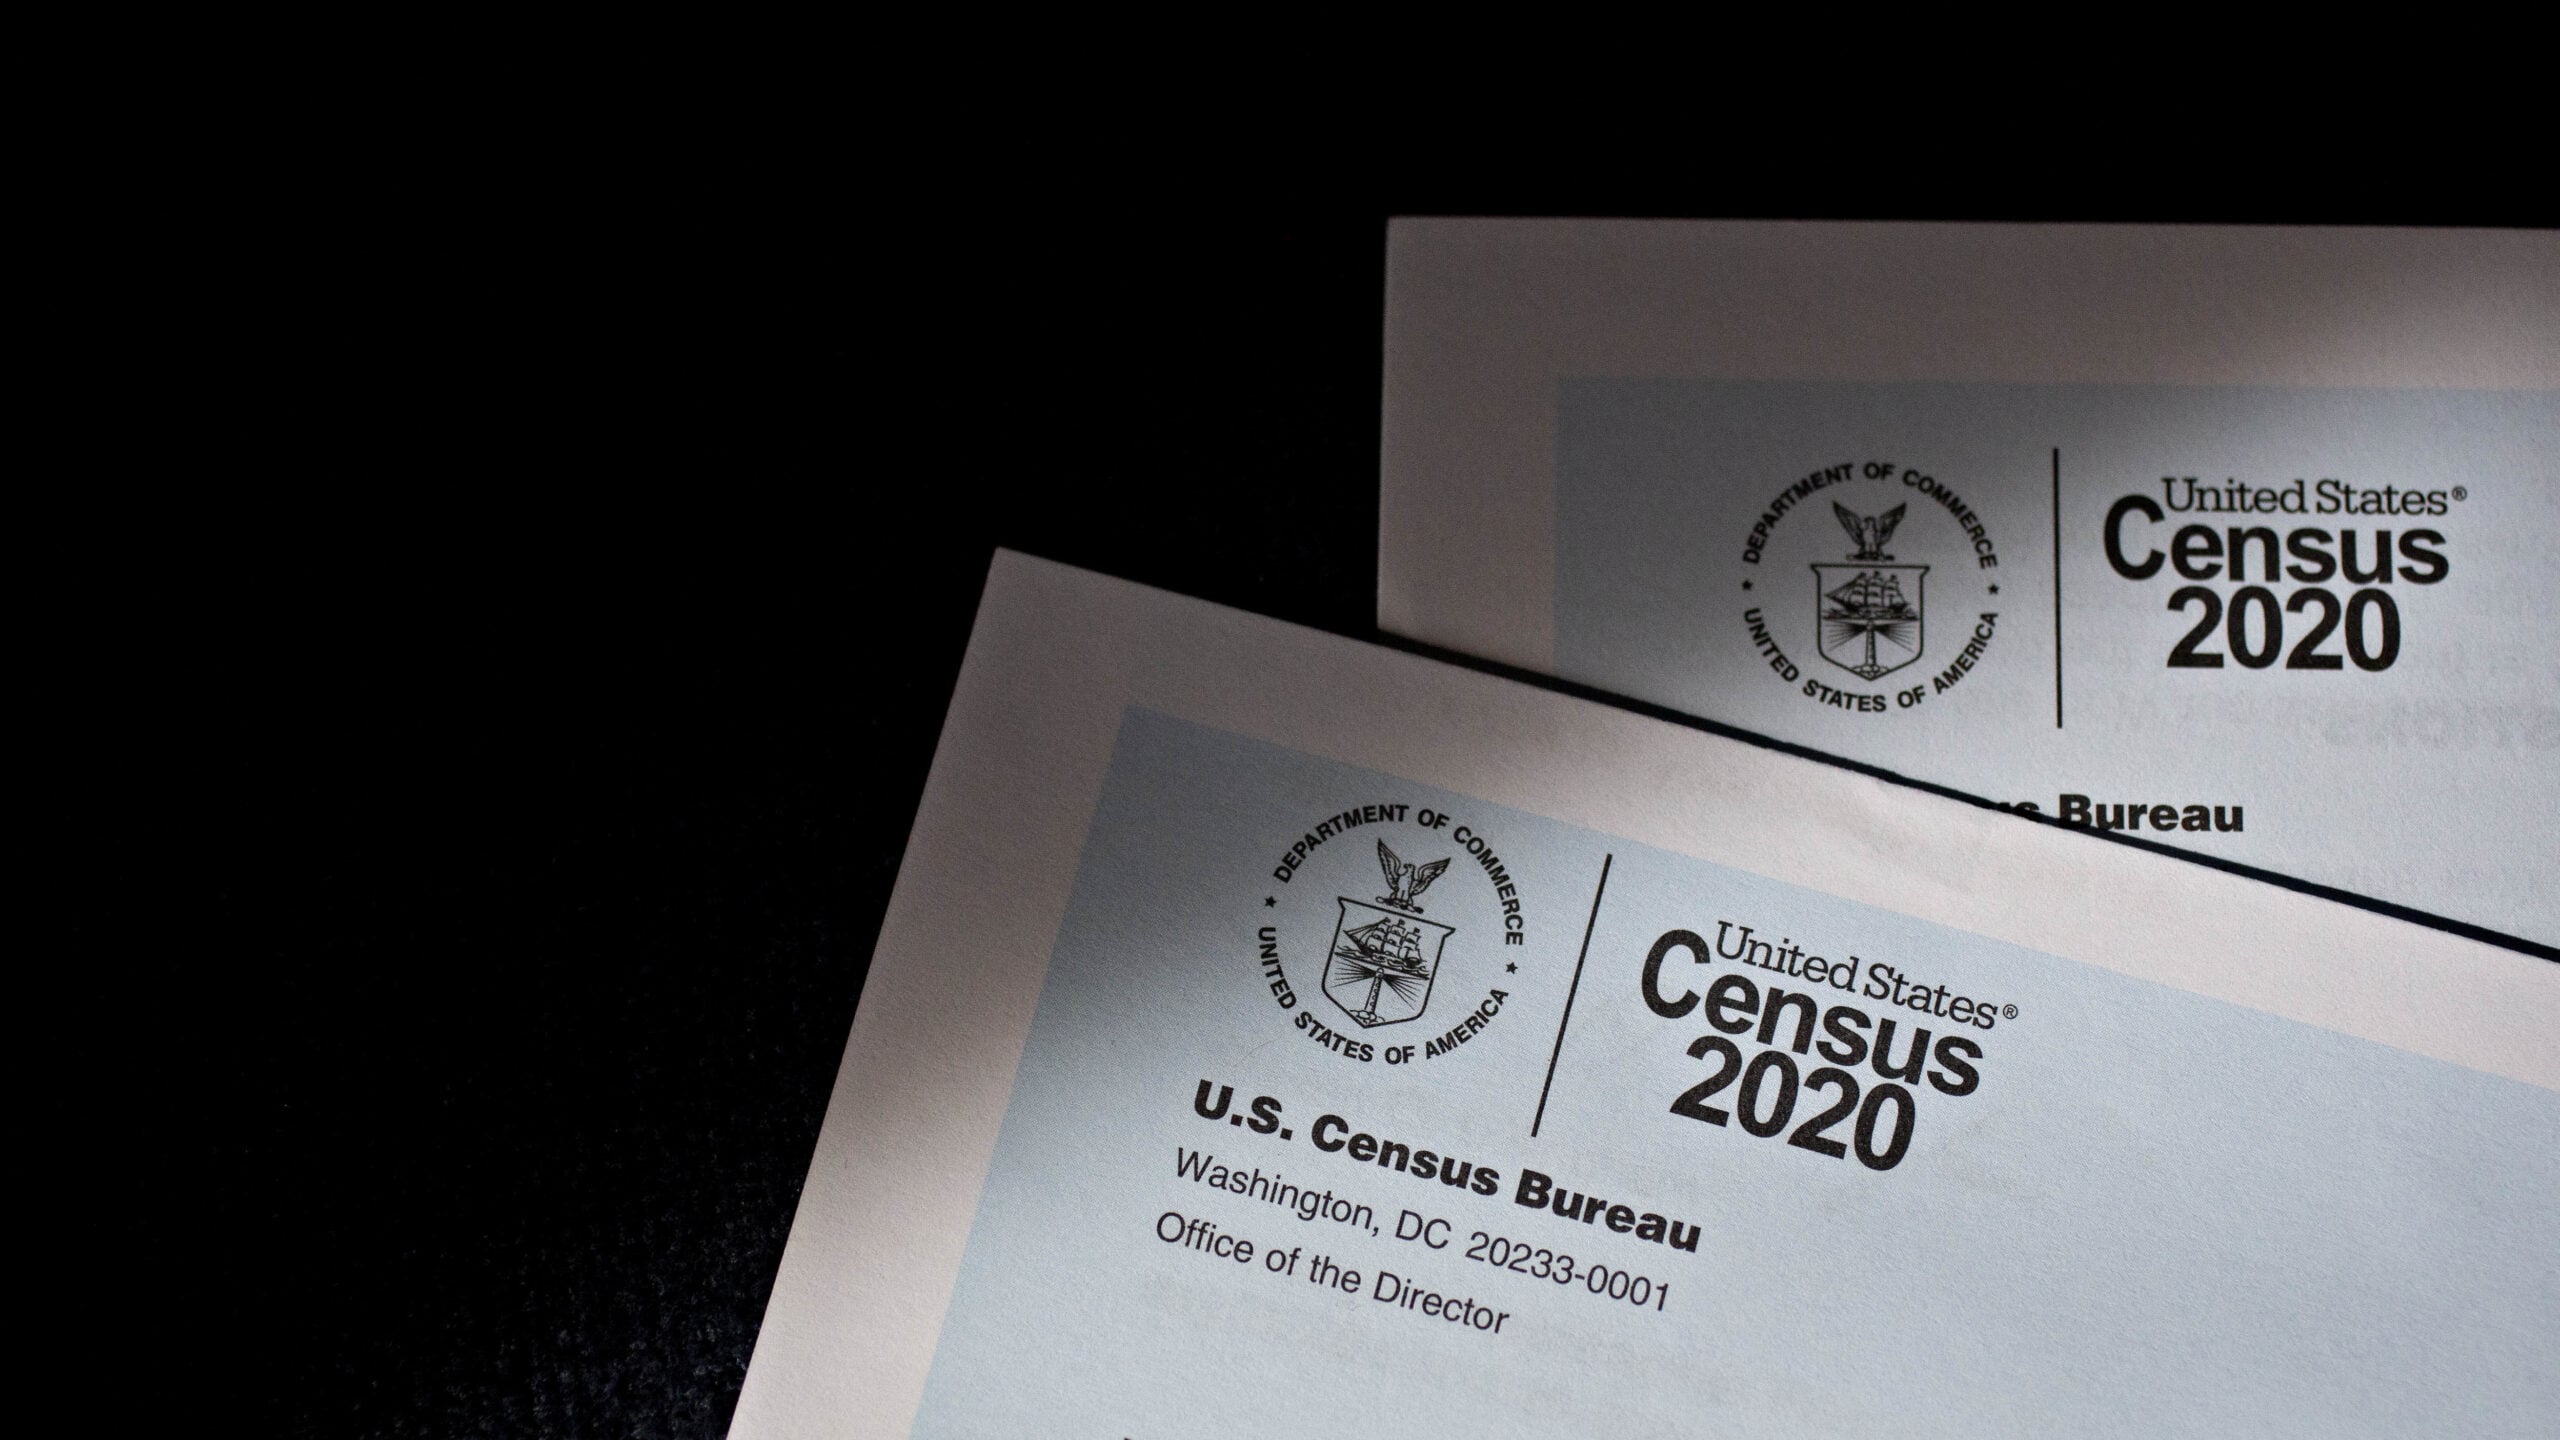 DEPARTMENT OF COMMERCE
UNITED STATES OF AMERICA
United States®
Census
2020
Bureau
DEPARTMENT OF COMMERCE
UNITED STATES OF AMERICA
United States®
Census
2020
U.S. Census Bureau
Washington, DC 20233-0001
Office of the Director